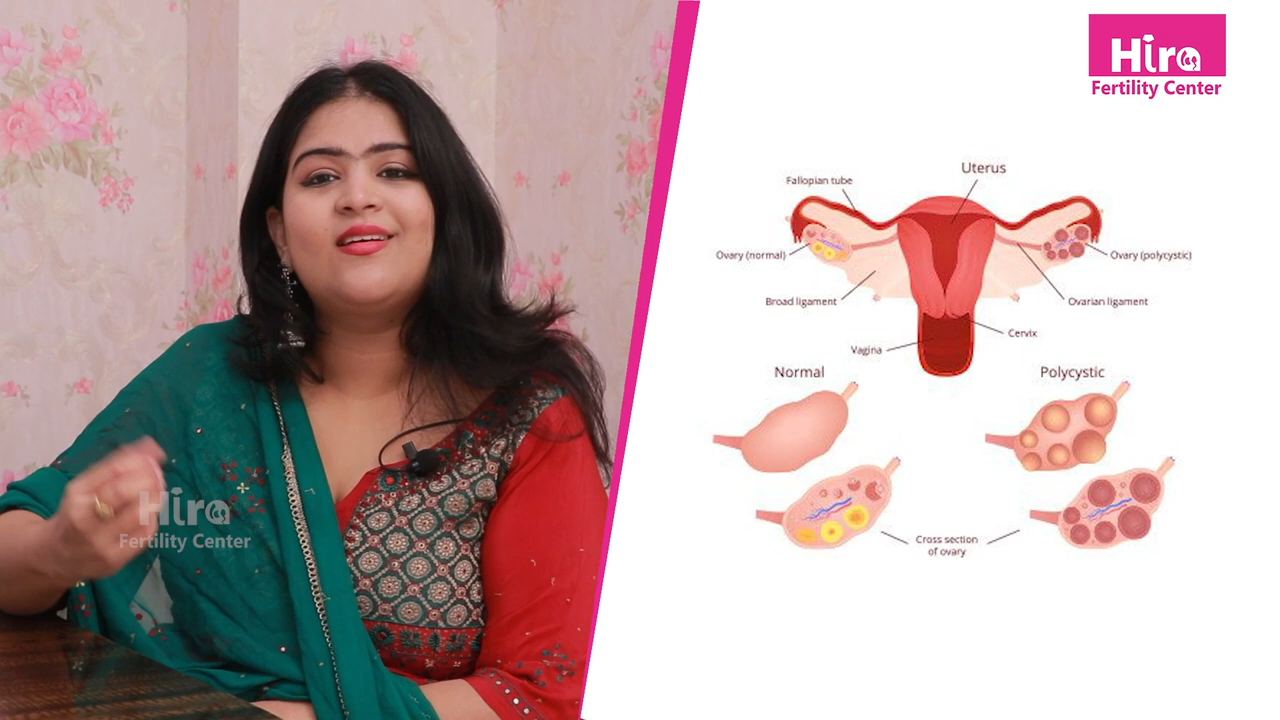 Hira
Fertility Center
Hira
Fertility Center
Uterus
Fallopian tube
Ovary (normal)
Ovary (polycystic)
Broad ligament
Ovarian ligament
Cervix
Vagina
Normal
Polycystic
Cross section
of ovary